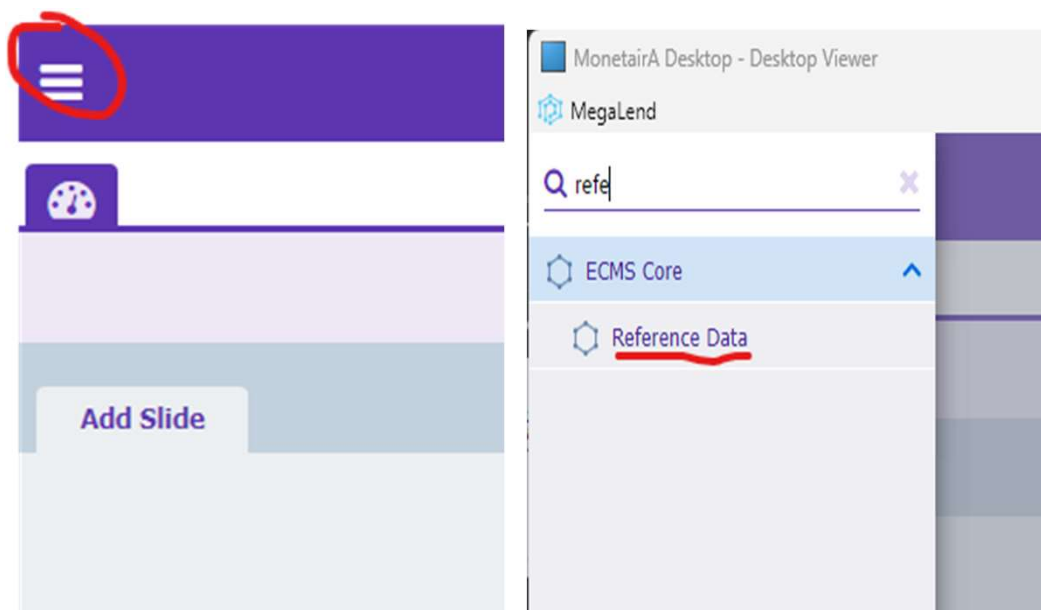 Add Slide
MonetairA Desktop - Desktop Viewer
MegaLend
refe
ECMS Core
Reference Data